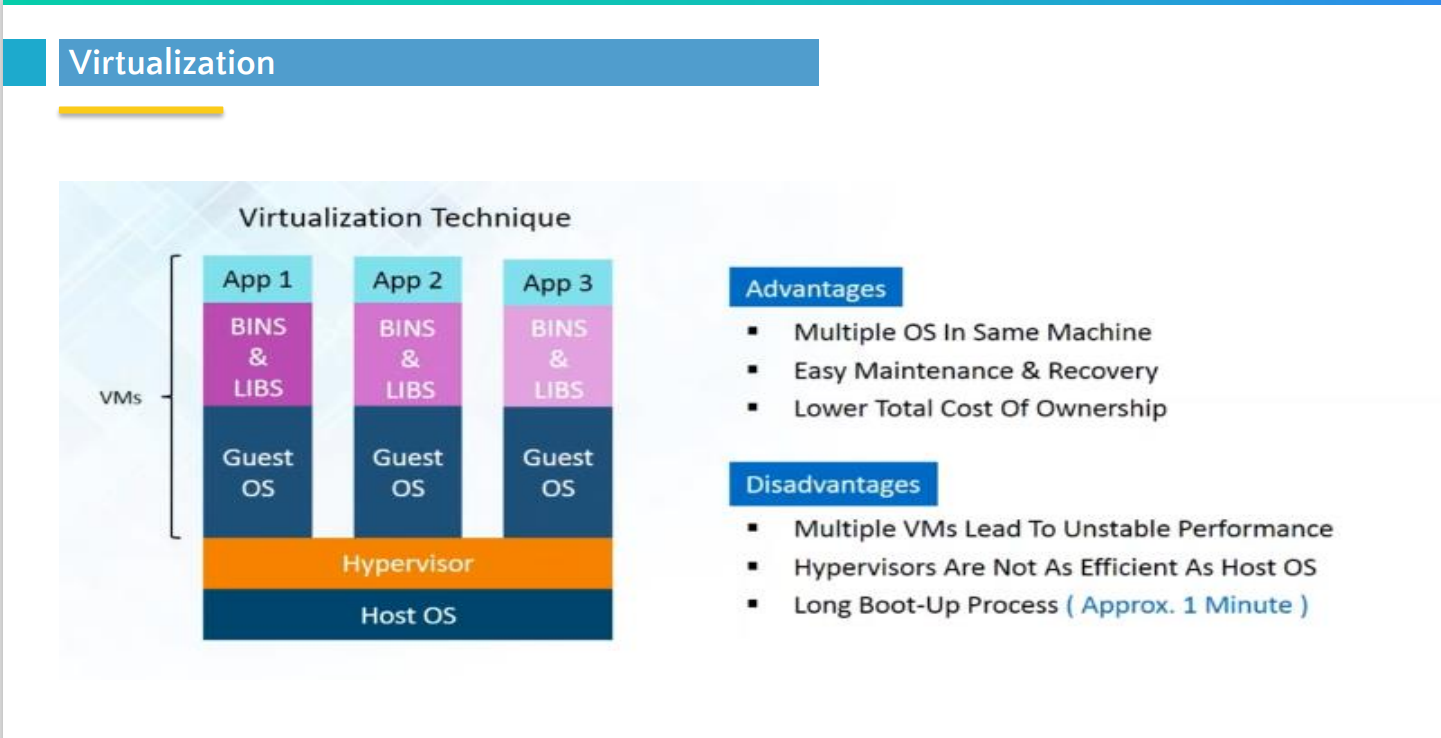 Virtualization
Virtualization Technique
VMs
App 1
BINS
&
LIBS
Guest
OS
App 2
BINS
&
LIBS
Guest
OS
App 3
BINS
&
LIBS
Guest
OS
Hypervisor
Host OS
Advantages
▪ Multiple OS In Same Machine
▪ Easy Maintenance & Recovery
▪ Lower Total Cost Of Ownership
Disadvantages
▪ Multiple VMs Lead To Unstable Performance
▪ Hypervisors Are Not As Efficient As Host OS
▪ Long Boot-Up Process ( Approx. 1 Minute )